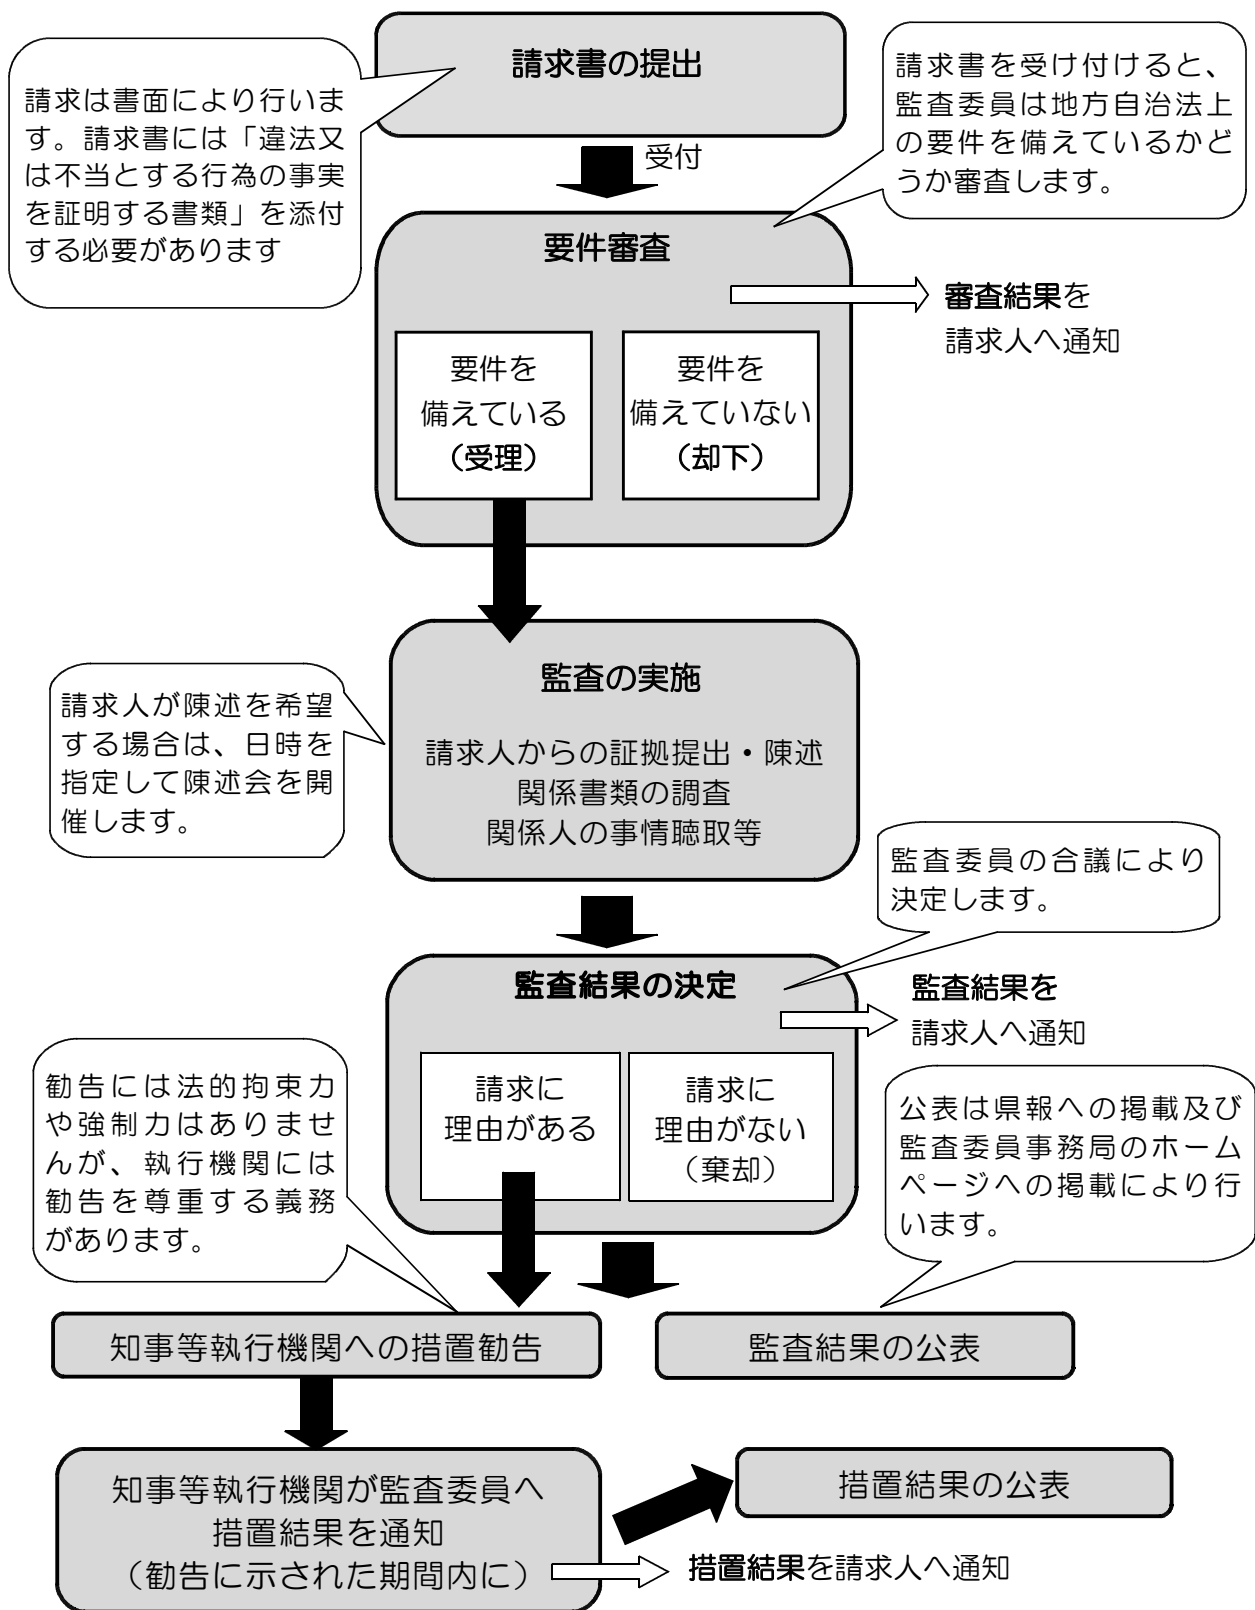 請求書の提出
請求は書面により行いま
す。請求書には「違法又
は不当とする行為の事実
を証明する書類」を添付
する必要があります
請求書を受け付けると、
監査委員は地方自治法上
の要件を備えているかど
うか審査します。
受付
要件審査
審査結果を
請求人へ通知
要件を
備えている
（受理）
要件を
備えていない
（却下）
監査の実施
請求人からの証拠提出・陳述
関係書類の調査
関係人の事情聴取等
請求人が陳述を希望
する場合は、日時を
指定して陳述会を開
催します。
監査委員の合議により
決定します。
監査結果の決定
監査結果を
請求人へ通知
請求に
理由がある
請求に
理由がない
（棄却）
勧告には法的拘束力
や強制力はありませ
んが、執行機関には
勧告を尊重する義務
があります。
公表は県報への掲載及び
監査委員事務局のホーム
ページへの掲載により行
います。
知事等執行機関への措置勧告
監査結果の公表
知事等執行機関が監査委員へ
措置結果を通知
（勧告に示された期間内に）
措置結果の公表
措置結果を請求人へ通知